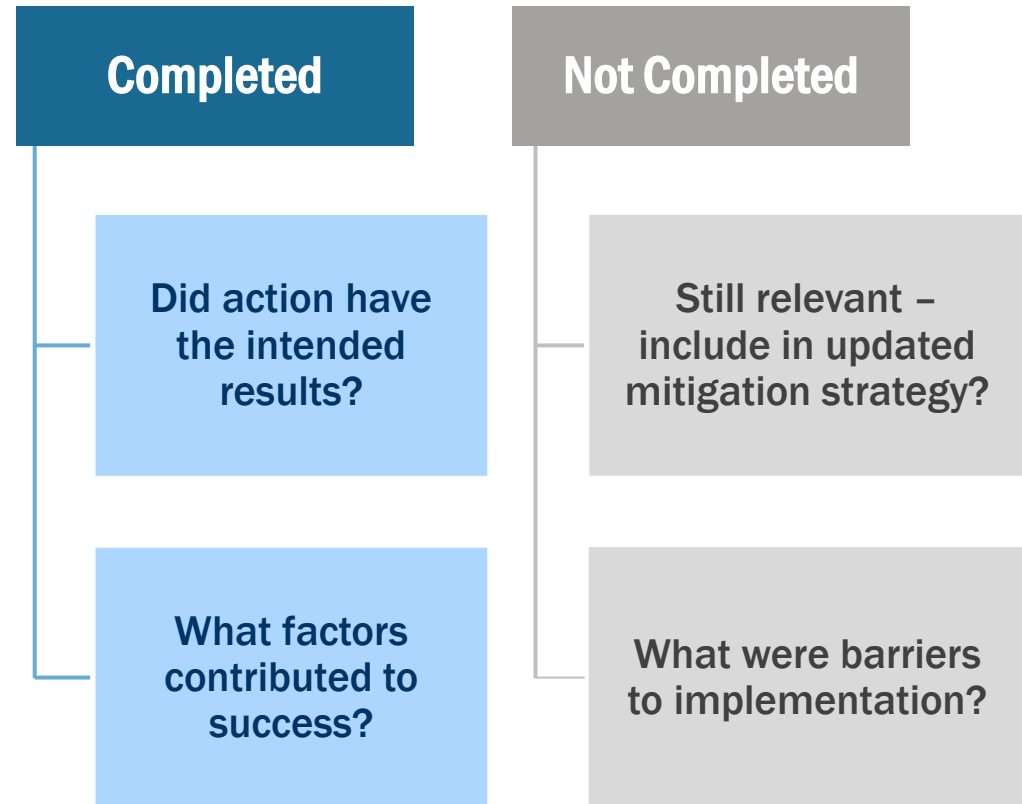 Completed
Did action have
the intended
results?
What factors
contributed to
success?
Not Completed
Still relevant –
include in updated
mitigation strategy?
What were barriers
to implementation?